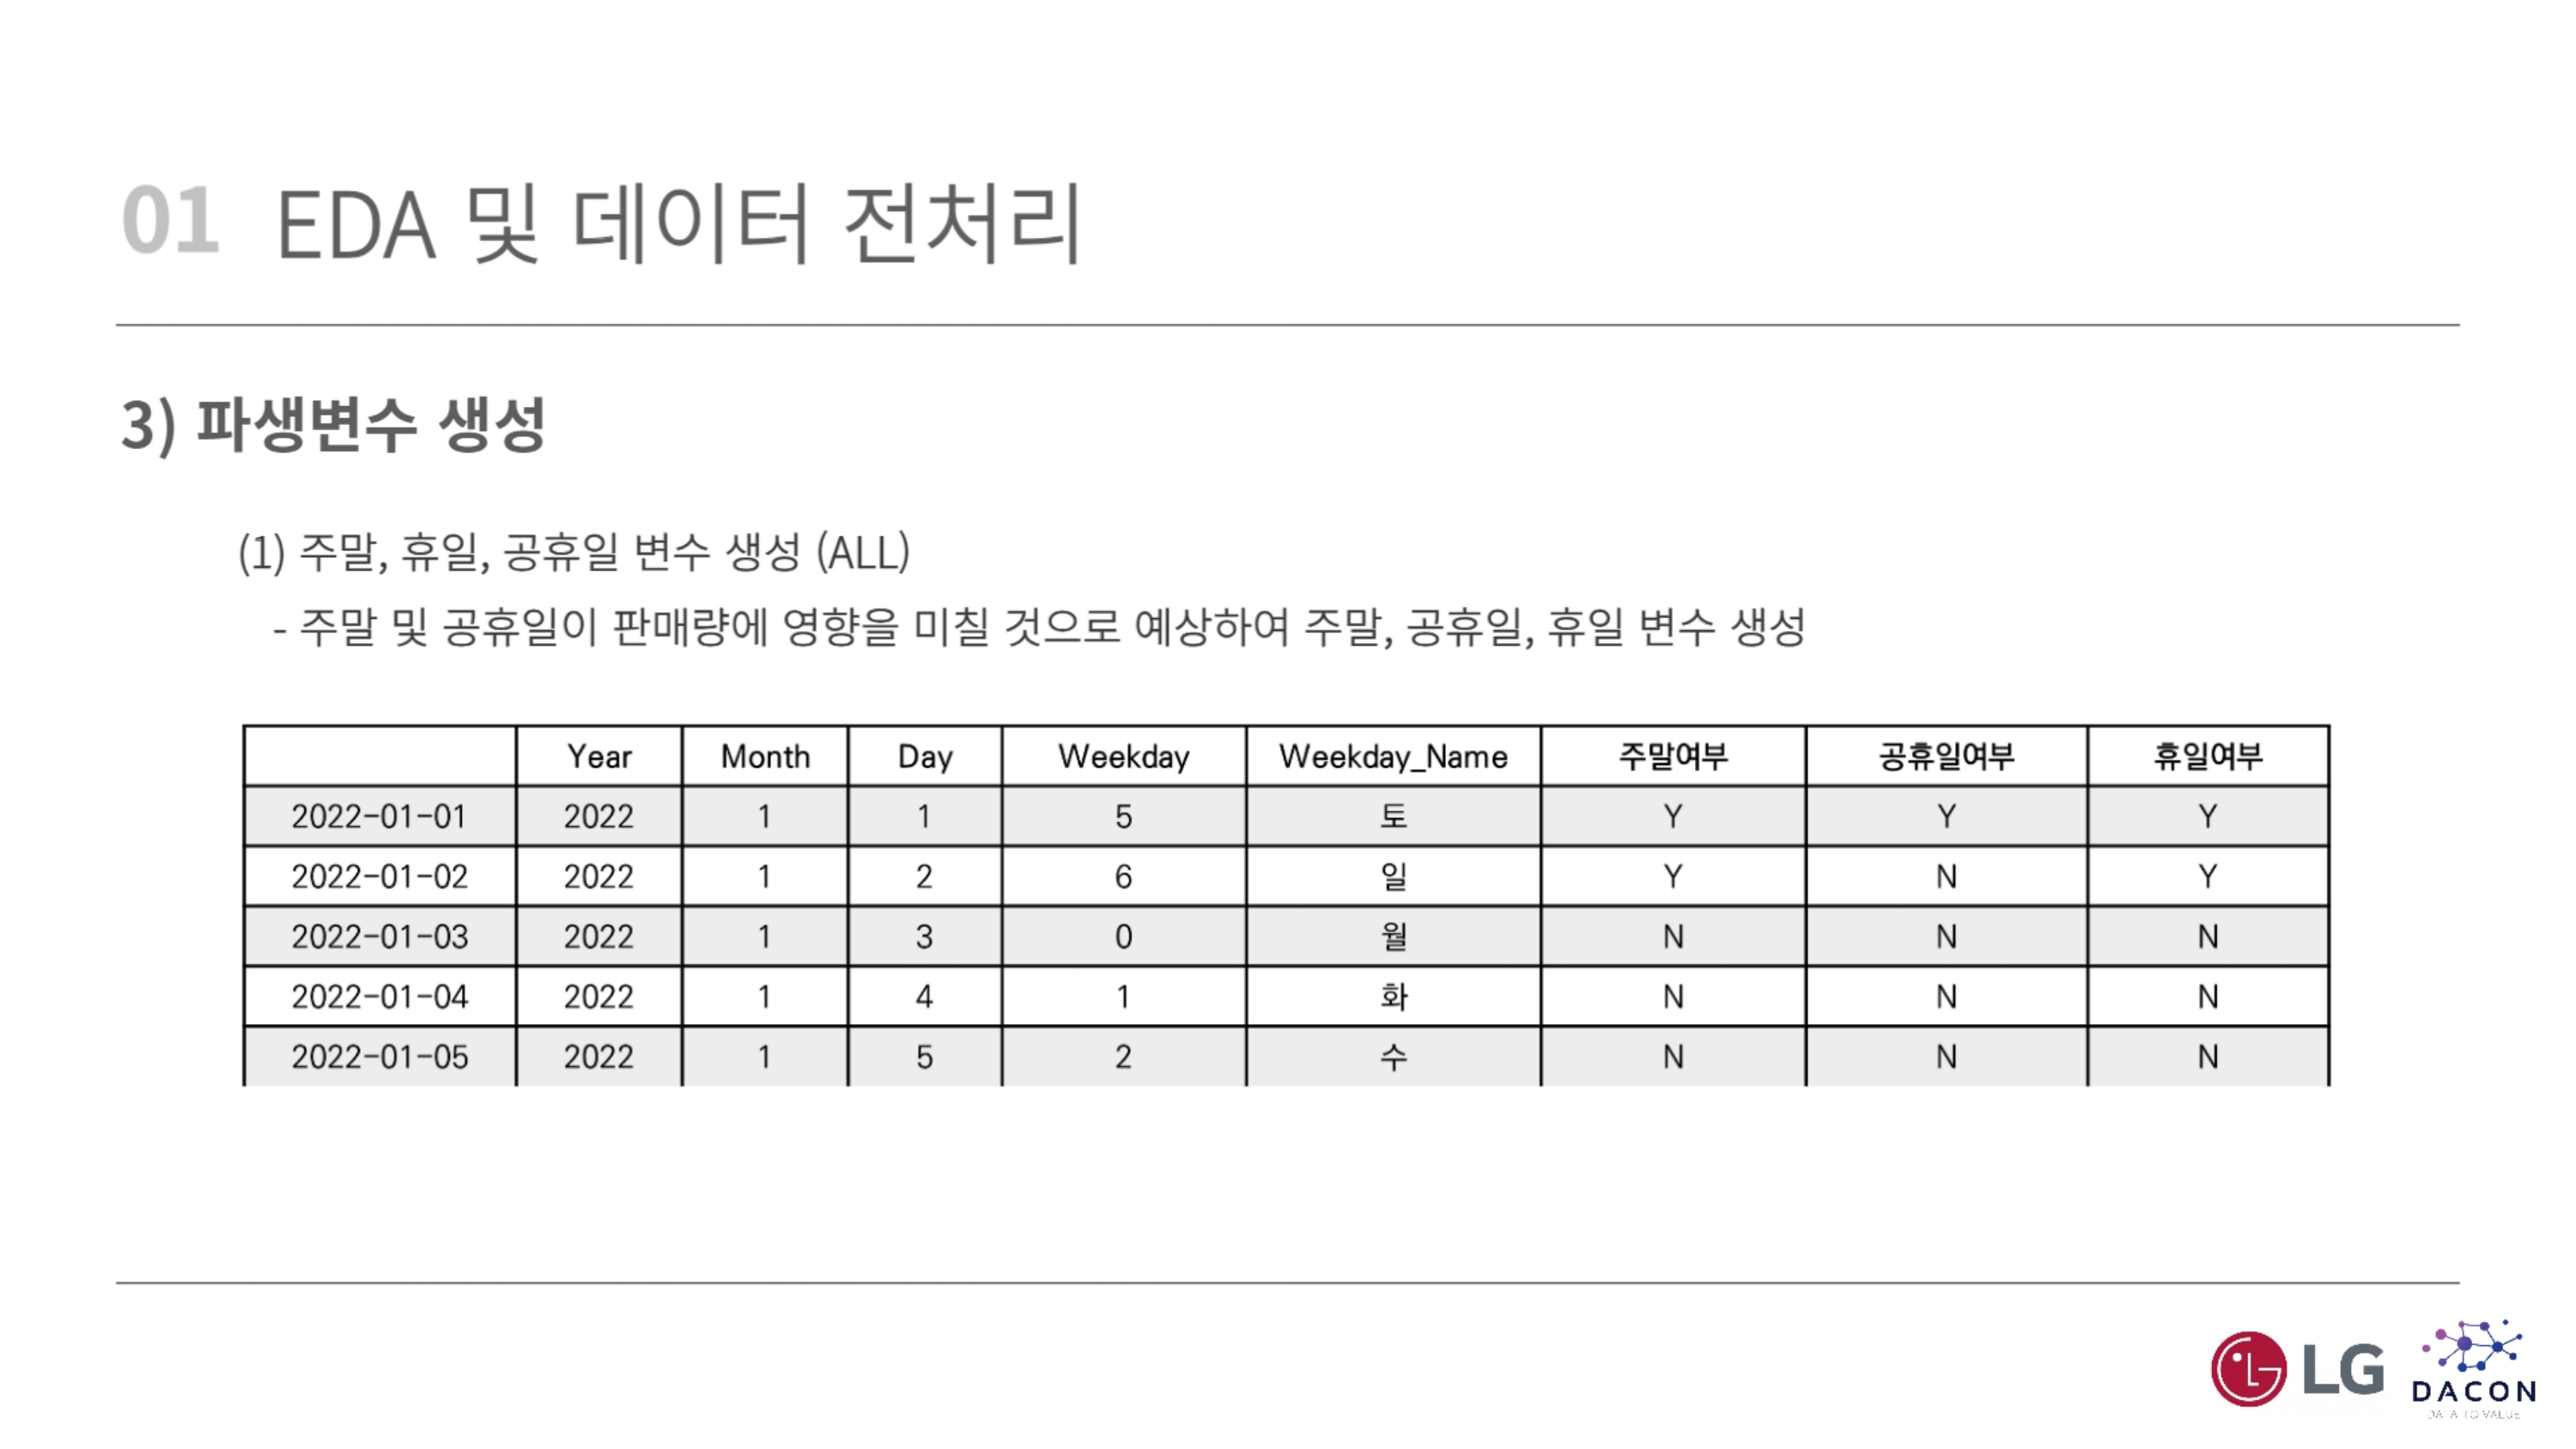 01 EDA 및 데이터 전처리
3) 파생변수 생성
(1) 주말, 휴일, 공휴일 변수 생성 (ALL)
- 주말 및 공휴일이 판매량에 영향을 미칠 것으로 예상하여 주말, 공휴일, 휴일 변수 생성
Year Month Day Weekday Weekday_Name 주말여부 공휴일여부 휴일여부
2022-01-01 2022 1 1 5 토 Y Y Y
2022-01-02 2022 1 2 6 일 Y N Y
2022-01-03 2022 1 3 0 월 N N N
2022-01-04 2022 1 4 1 화 N N N
2022-01-05 2022 1 5 2 수 N N N
LG
DACON
DATA TO VALUE